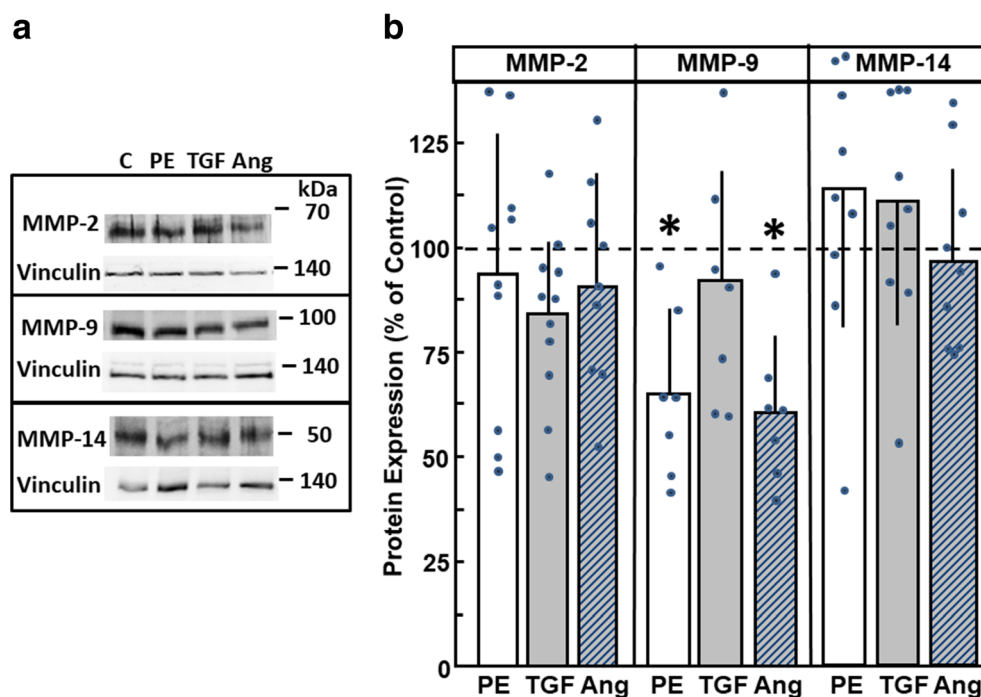 a
C PE TGF Ang
kDa
MMP-2
70
Vinculin
140
MMP-9
100
Vinculin
140
MMP-14
50
Vinculin
140
b
MMP-2 MMP-9 MMP-14
Protein Expression (% of Control)
125
100
75
50
25
0
* *
PE TGF Ang PE TGF Ang PE TGF Ang